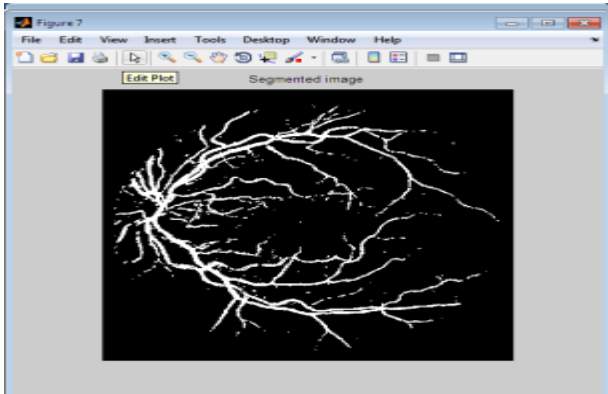 Figure 7
File Edit View Insert Tools Desktop Window Help
Edit Plot
Segmented image